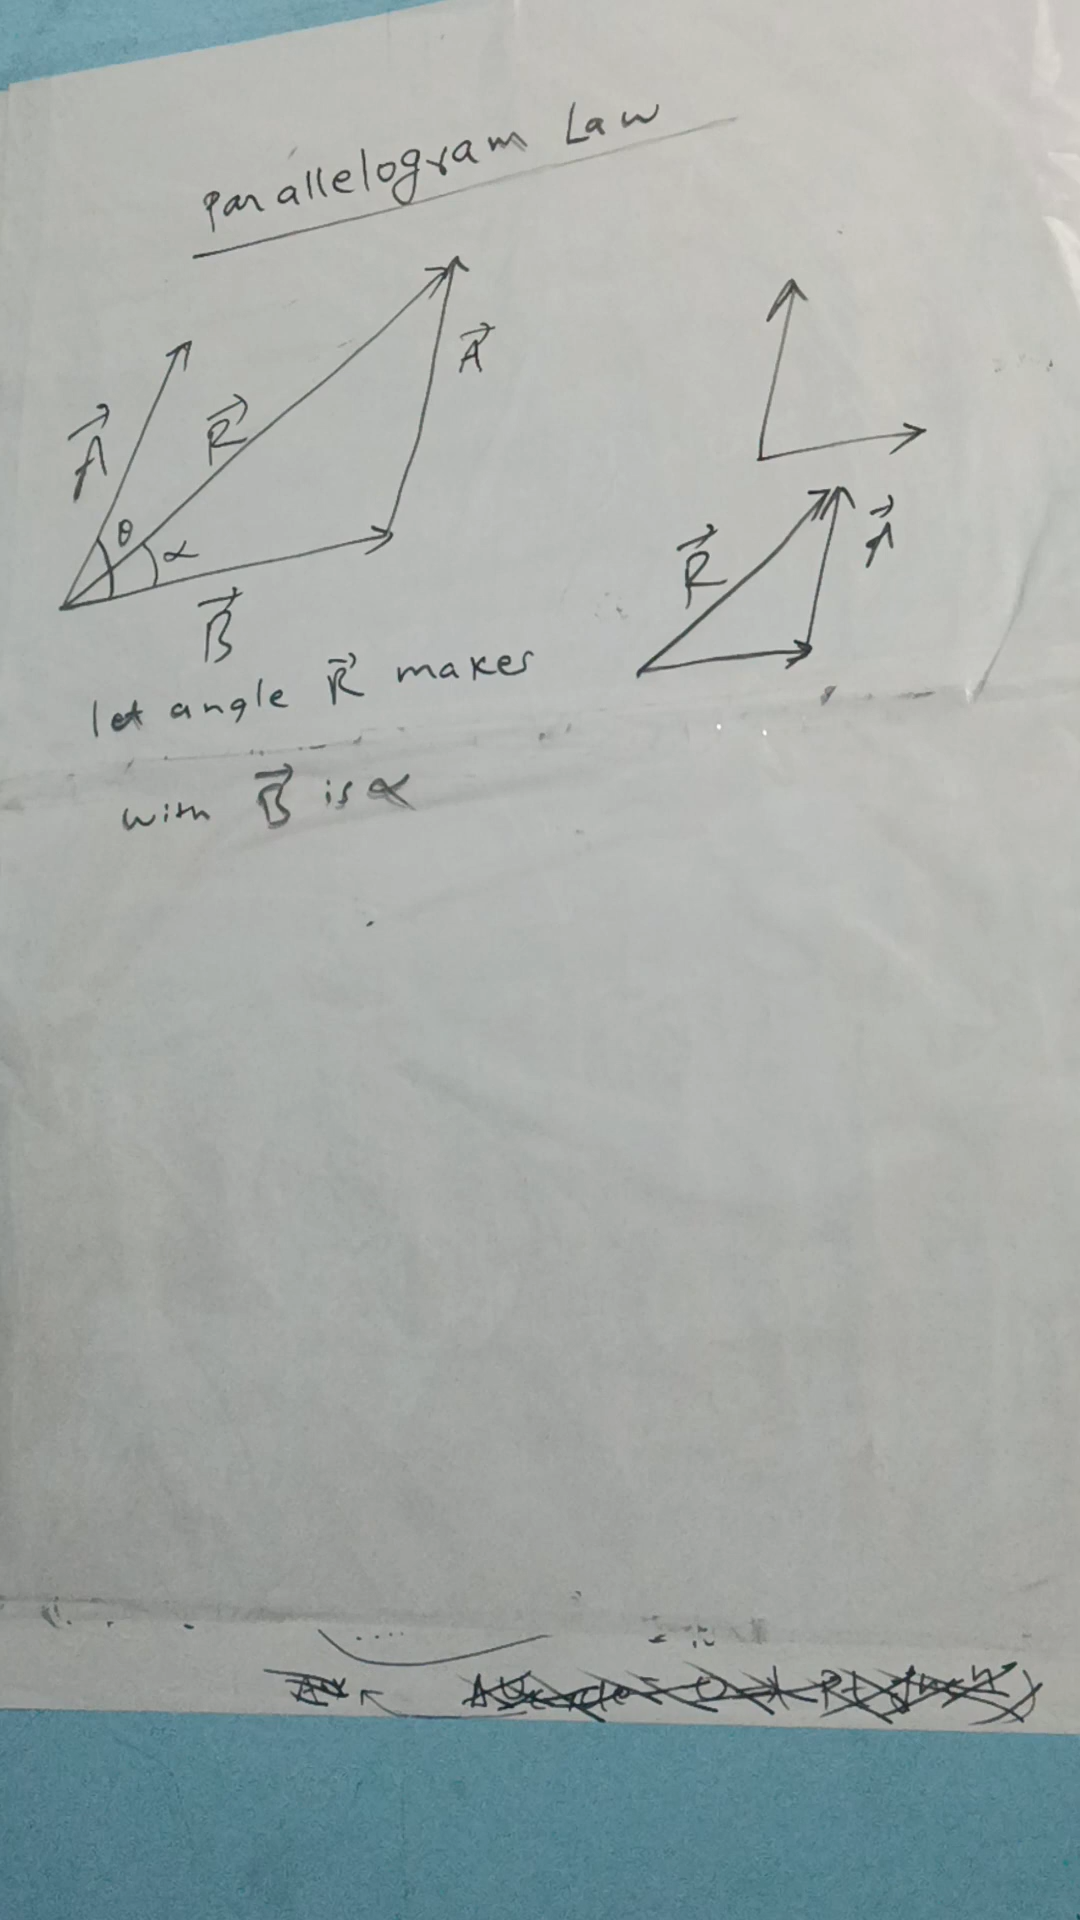 Parallelogram Law
A⃗
R⃗
A⃗
θ
α
B⃗
R⃗
A⃗
let angle R⃗ makes
with B⃗ is α